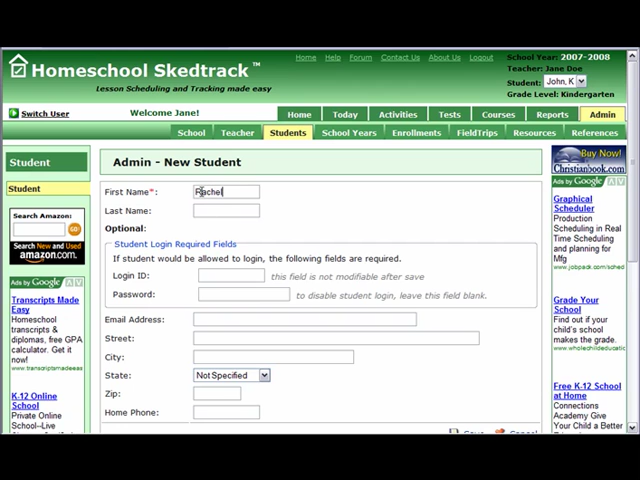 Home Help Forum Contact Us About Us Logout
School Year: 2007-2008
Teacher: Jane Doe
Student: John, K
Grade Level: Kindergarten
Homeschool Skedtrack ™
Lesson Scheduling and Tracking made easy
Switch User
Welcome Jane!
Home Today Activities Tests Courses Reports Admin
School Teacher Students School Years Enrollments FieldTrips Resources References
Student
Student
Search Amazon:
GO!
Search New and Used
amazon.com
Ads by Google
Transcripts Made
Easy
Homeschool
transcripts &
diplomas, free GPA
calculator. Get it
now!
www.transcriptsmadeeas
K-12 Online
School
Private Online
School--Live
Admin - New Student
First Name*: Rachel
Last Name:
Optional:
Student Login Required Fields
If student would be allowed to login, the following fields are required.
Login ID: this field is not modifiable after save
Password: to disable student login, leave this field blank.
Email Address:
Street:
City:
State: Not Specified
Zip:
Home Phone:
Save Cancel
Buy Now!
Christianbook.com
Ads by Google
Graphical
Scheduler
Production
Scheduling in Real
Time Scheduling
and planning for
Mfg
www.jobpack.com/sched
Grade Your
School
Find out if your
child's school
makes the grade.
www.wholechildeducatio
Free K-12 School
at Home
Connections
Academy Give
Your Child a Better